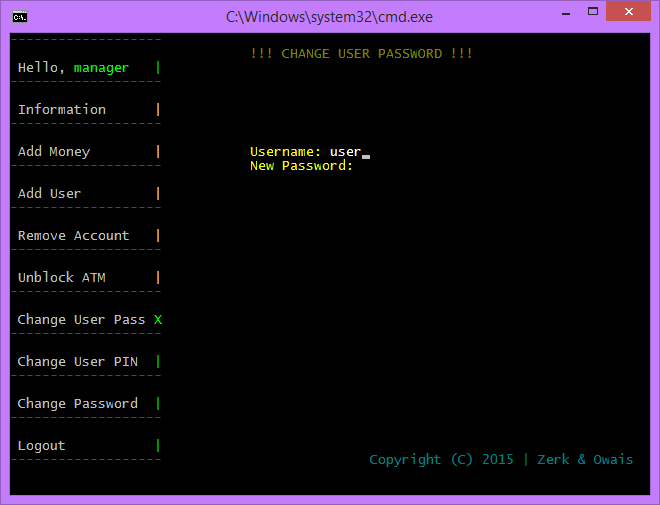 C:\Windows\system32\cmd.exe
!!! CHANGE USER PASSWORD !!!
Hello, manager |
Information |
Add Money |
Add User |
Remove Account |
Unblock ATM |
Change User Pass X
Change User PIN |
Change Password |
Logout |
Username: user
New Password:
Copyright (C) 2015 | Zerk & Owais